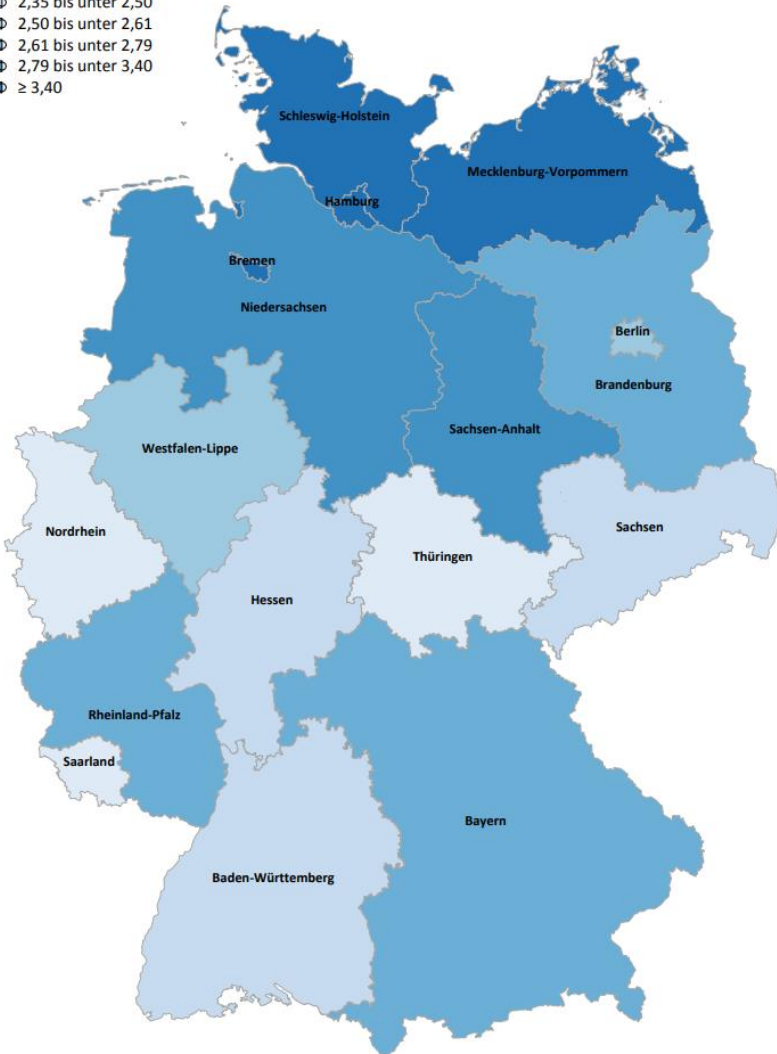 2,35 bis unter 2,50
2,50 bis unter 2,61
2,61 bis unter 2,79
2,79 bis unter 3,40
≥ 3,40
Schleswig-Holstein
Mecklenburg-Vorpommern
Hamburg
Bremen
Niedersachsen
Berlin
Brandenburg
Sachsen-Anhalt
Westfalen-Lippe
Sachsen
Nordrhein
Thüringen
Hessen
Rheinland-Pfalz
Saarland
Bayern
Baden-Württemberg